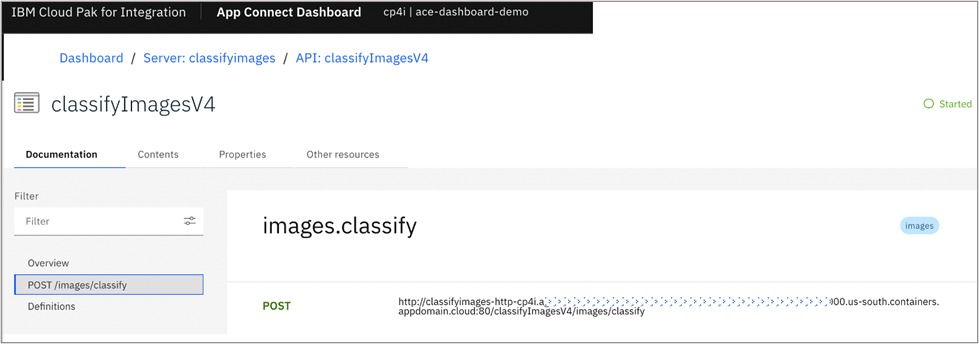 IBM Cloud Pak for Integration App Connect Dashboard cp4i | ace-dashboard-demo
Dashboard / Server: classifyimages / API: classifyImagesV4
classifyImagesV4
Started
Documentation Contents Properties Other resources
Filter
Filter
images.classify
images
Overview
POST /images/classify
Definitions
POST
http://classifyimages-http-cp4i.a 00.us-south.containers.
appdomain.cloud:80/classifyImagesV4/images/classify